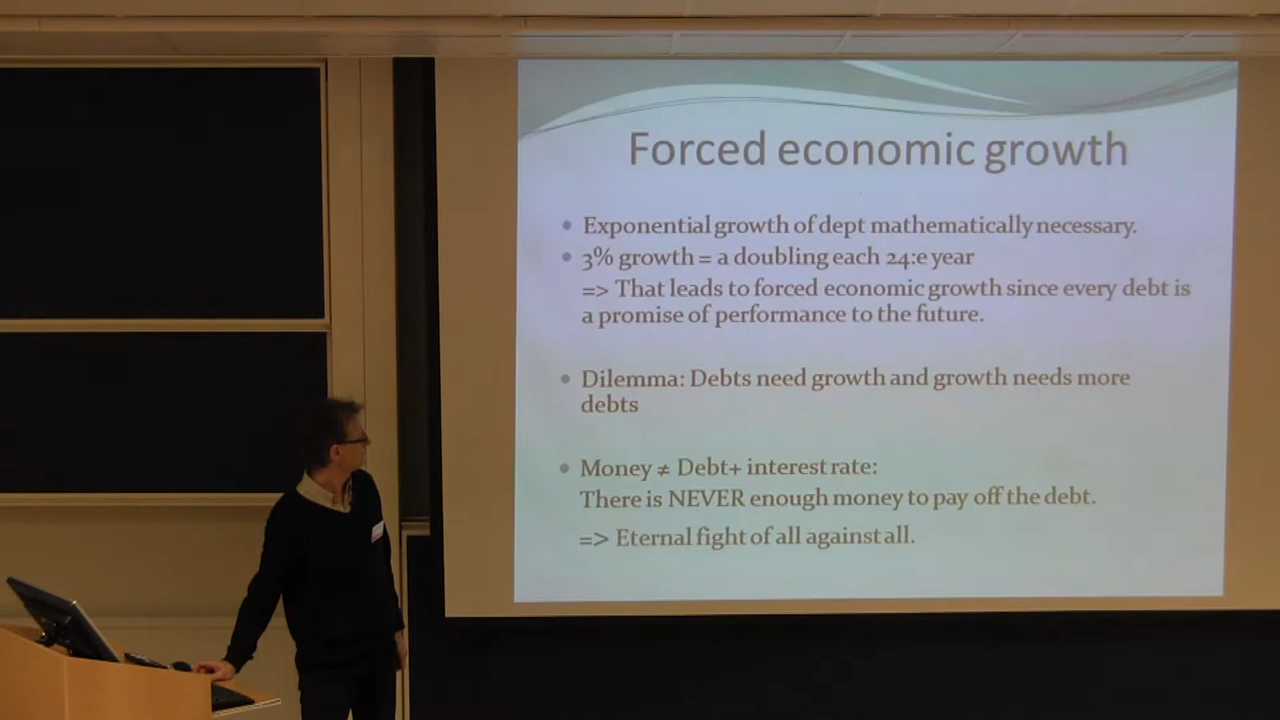 Forced economic growth
• Exponential growth of dept mathematically necessary.
• 3% growth = a doubling each 24:e year
=> That leads to forced economic growth since every debt is
a promise of performance to the future.
• Dilemma: Debts need growth and growth needs more
debts
• Money ≠ Debt+ interest rate:
There is NEVER enough money to pay off the debt.
=> Eternal fight of all against all.